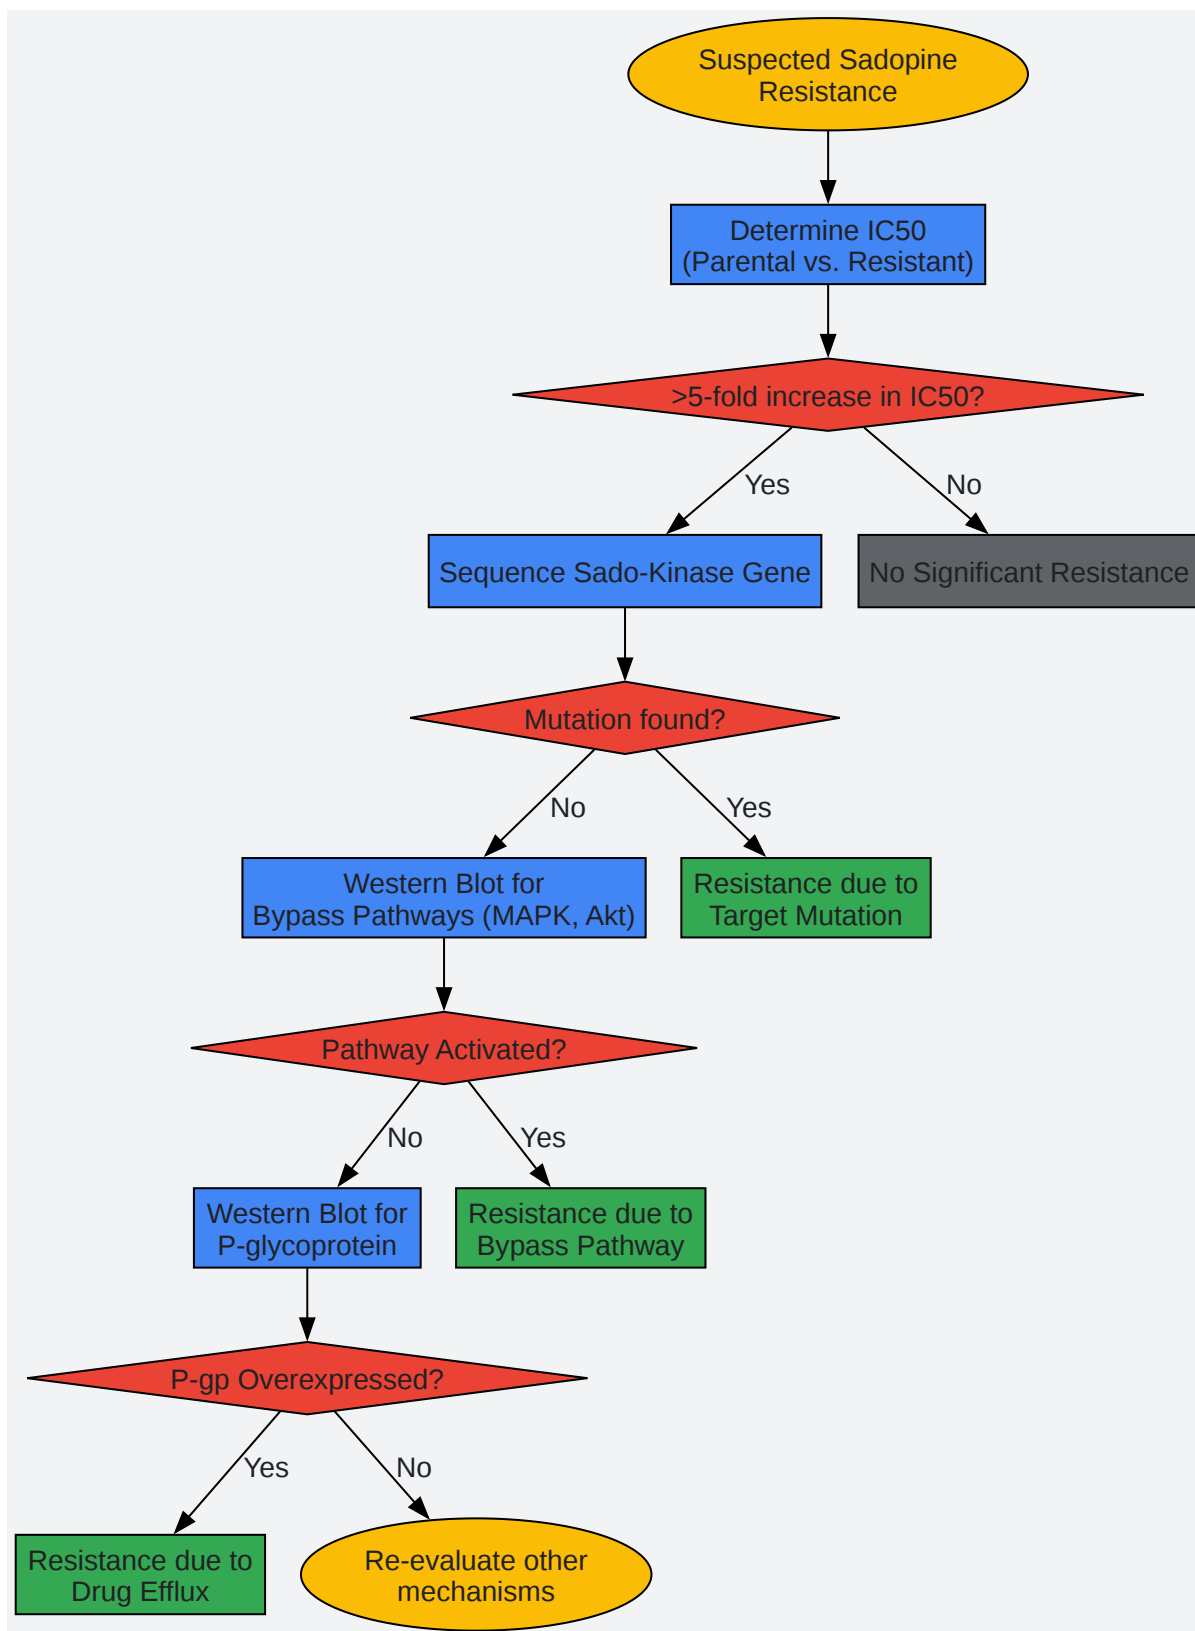 Suspected Sadopine
Resistance
Determine IC50
(Parental vs. Resistant)
>5-fold increase in IC50?
Yes
No
Sequence Sado-Kinase Gene
No Significant Resistance
Mutation found?
No
Yes
Western Blot for
Bypass Pathways (MAPK, Akt)
Resistance due to
Target Mutation
Pathway Activated?
No
Yes
Western Blot for
P-glycoprotein
Resistance due to
Bypass Pathway
P-gp Overexpressed?
Yes
No
Resistance due to
Drug Efflux
Re-evaluate other
mechanisms